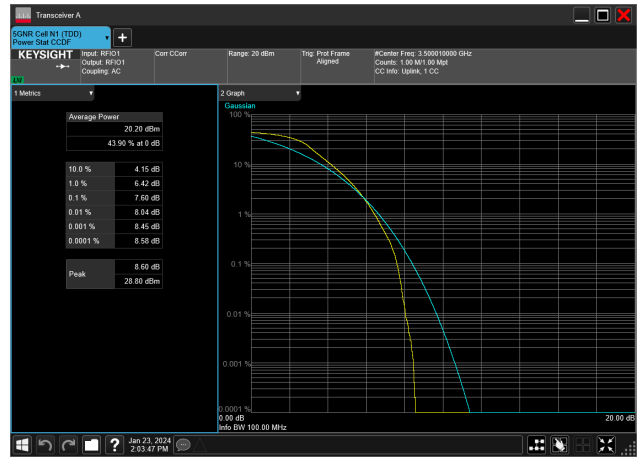 Transceiver A
5GNR Cell N1 (TDD)
Power Stat CCDF
KEYSIGHT
LXI
Input: RFIO1
Output: RFIO1
Coupling: AC
Corr CCorr
Range: 20 dBm
Trig: Prot Frame
Aligned
#Center Freq: 3.500010000 GHz
Counts: 1.00 M/1.00 Mpt
CC Info: Uplink, 1 CC
1 Metrics
Average Power
20.20 dBm
43.90 % at 0 dB
10.0 % 4.15 dB
1.0 % 6.42 dB
0.1 % 7.60 dB
0.01 % 8.04 dB
0.001 % 8.45 dB
0.0001 % 8.58 dB
Peak
8.60 dB
28.80 dBm
2 Graph
Gaussian
100 %
10 %
1 %
0.1 %
0.01 %
0.001 %
0.0001 %
0.00 dB
20.00 dB
Info BW 100.00 MHz
?
Jan 23, 2024
2:03:47 PM